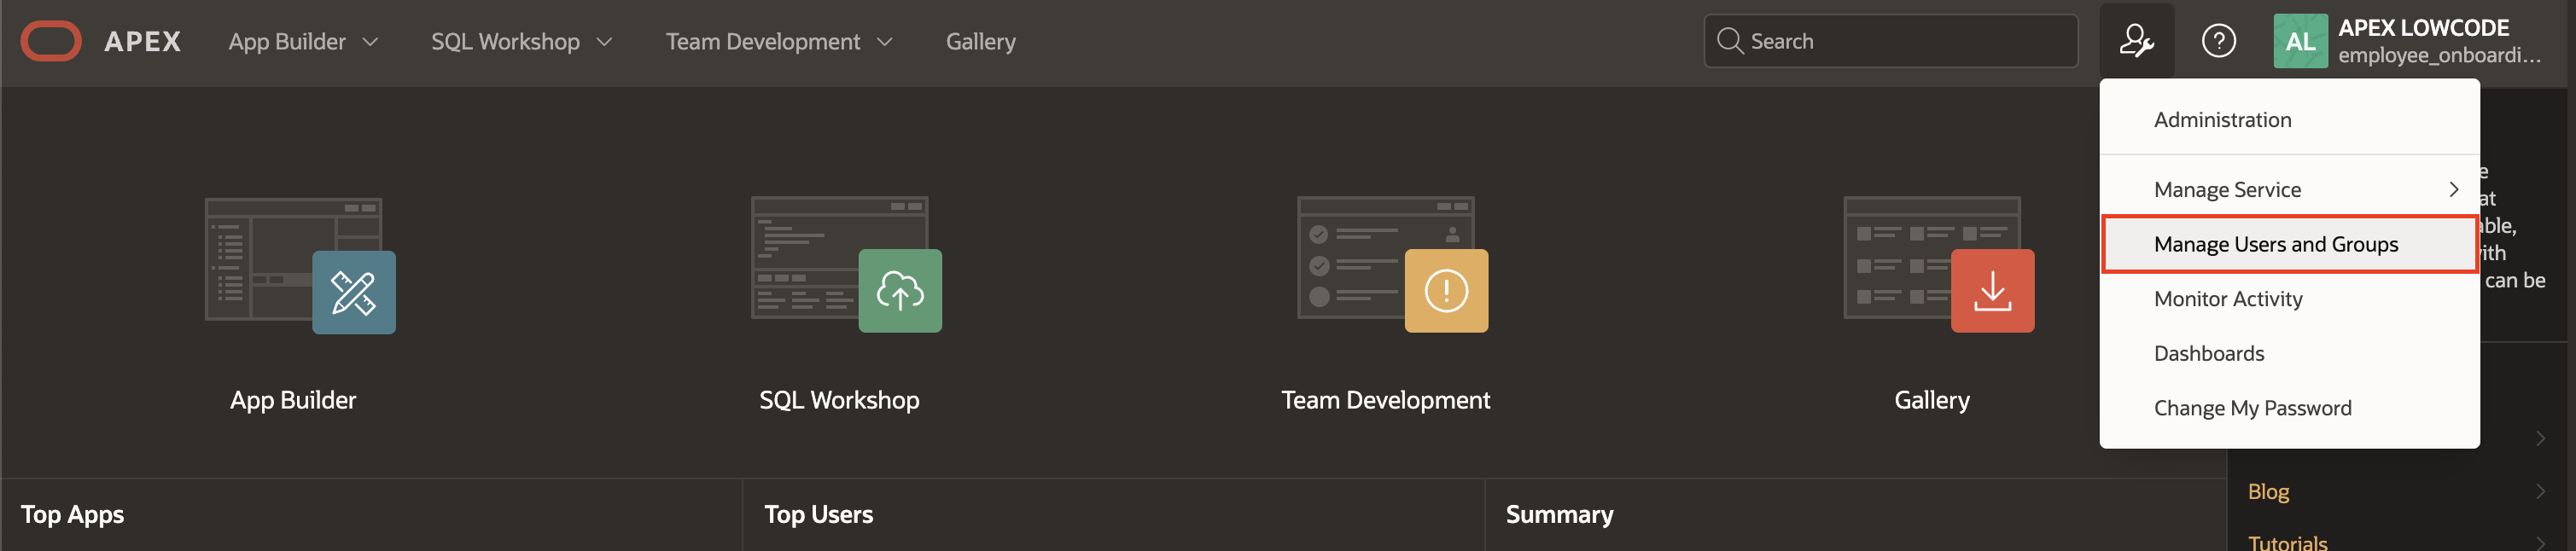 APEX
App Builder
SQL Workshop
Team Development
Gallery
Search
AL
APEX LOWCODE
employee_onboardi...
Administration
Manage Service
Manage Users and Groups
Monitor Activity
Dashboards
Change My Password
e
at
able,
with
can be
App Builder
SQL Workshop
Team Development
Gallery
Top Apps
Top Users
Summary
Blog
Tutorials